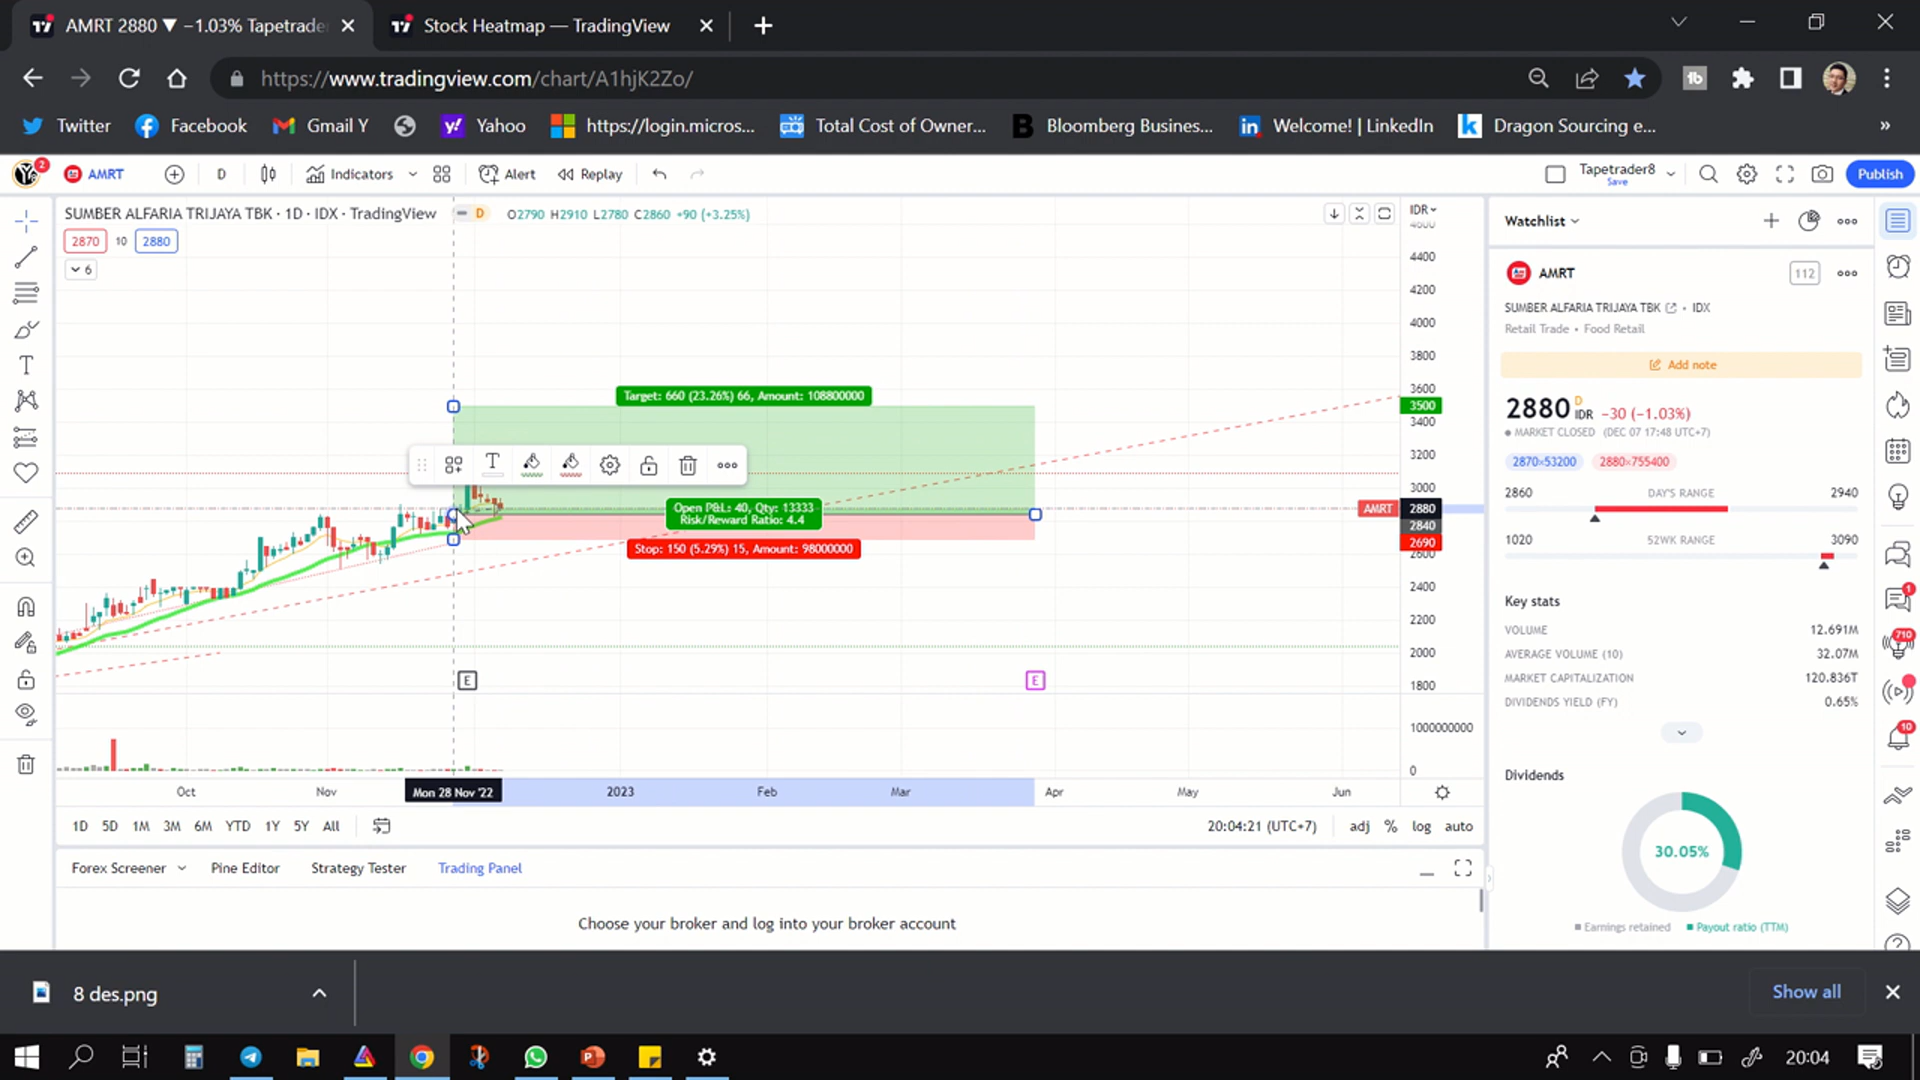 AMRT 2880 ▼ −1.03% Tapetrader
Stock Heatmap — TradingView
https://www.tradingview.com/chart/A1hjK2Zo/
Twitter
Facebook
Gmail Y
Yahoo
https://login.micros...
Total Cost of Owner...
Bloomberg Business...
Welcome! | LinkedIn
Dragon Sourcing e...
»
2
AMRT
D
Indicators
Alert
Replay
Tapetrader8
Save
Publish
SUMBER ALFARIA TRIJAYA TBK · 1D · IDX · TradingView
D
O2790 H2910 L2780 C2860 +90 (+3.25%)
IDR
2870
10
2880
6
4600
4400
4200
4000
3800
3600
3500
3400
3200
3000
AMRT
2880
2840
2690
2600
2400
2200
2000
1800
1000000000
0
Target: 660 (23.26%) 66, Amount: 108800000
Open P&L: 40, Qty: 13333
Risk/Reward Ratio: 4.4
Stop: 150 (5.29%) 15, Amount: 98000000
E
E
Oct
Nov
Mon 28 Nov '22
2023
Feb
Mar
Apr
May
Jun
1D
5D
1M
3M
6M
YTD
1Y
5Y
All
20:04:21 (UTC+7)
adj
%
log
auto
Forex Screener
Pine Editor
Strategy Tester
Trading Panel
Choose your broker and log into your broker account
Watchlist
AMRT
112
SUMBER ALFARIA TRIJAYA TBK • IDX
Retail Trade • Food Retail
Add note
2880 D IDR −30 (−1.03%)
MARKET CLOSED (DEC 07 17:48 UTC+7)
2870×53200
2880×755400
2860
DAY'S RANGE
2940
1020
52WK RANGE
3090
Key stats
VOLUME
12.691M
AVERAGE VOLUME (10)
32.07M
MARKET CAPITALIZATION
120.836T
DIVIDENDS YIELD (FY)
0.65%
Dividends
30.05%
Earnings retained
Payout ratio (TTM)
1
710
10
8 des.png
Show all
20:04